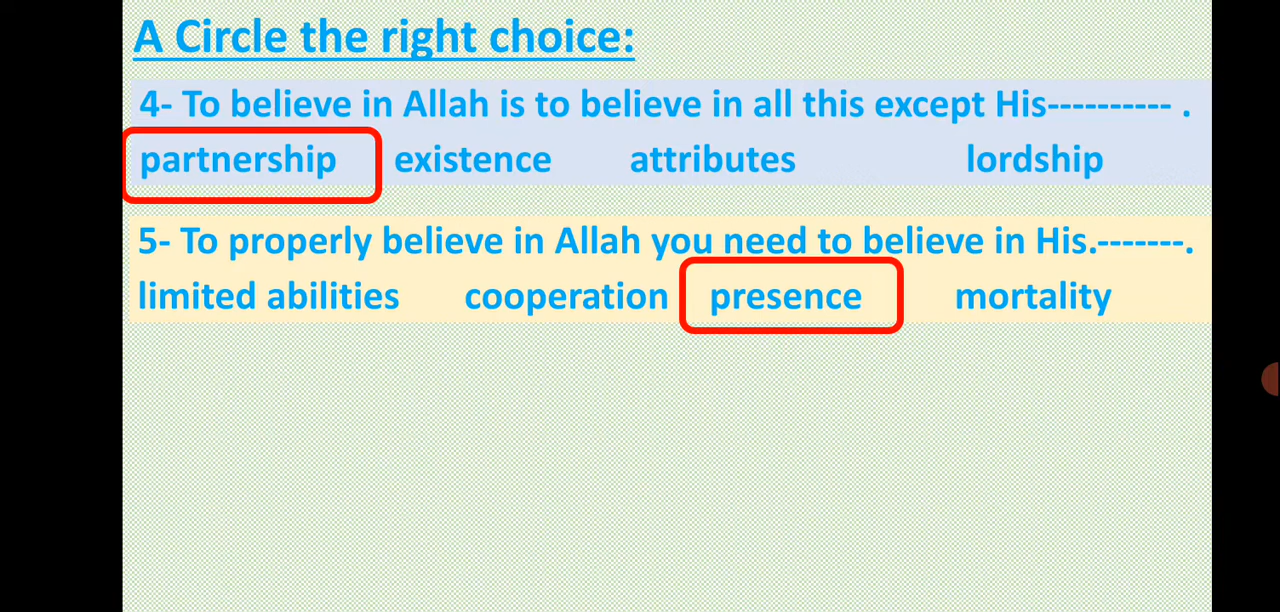 A Circle the right choice:
4- To believe in Allah is to believe in all this except His---------- .
partnership existence attributes lordship
5- To properly believe in Allah you need to believe in His.-------.
limited abilities cooperation presence mortality